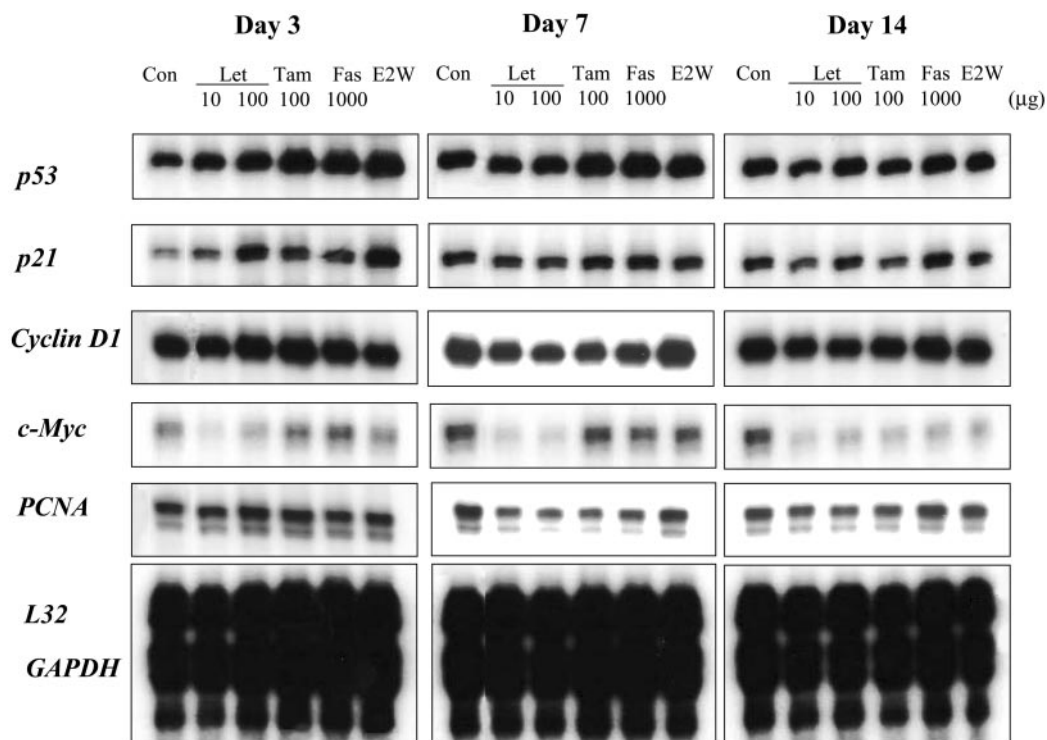 Day 3 Day 7 Day 14
Con Let Tam Fas E2W Con Let Tam Fas E2W Con Let Tam Fas E2W
10 100 100 1000 10 100 100 1000 10 100 100 1000 (µg)
p53
p21
Cyclin D1
c-Myc
PCNA
L32
GAPDH